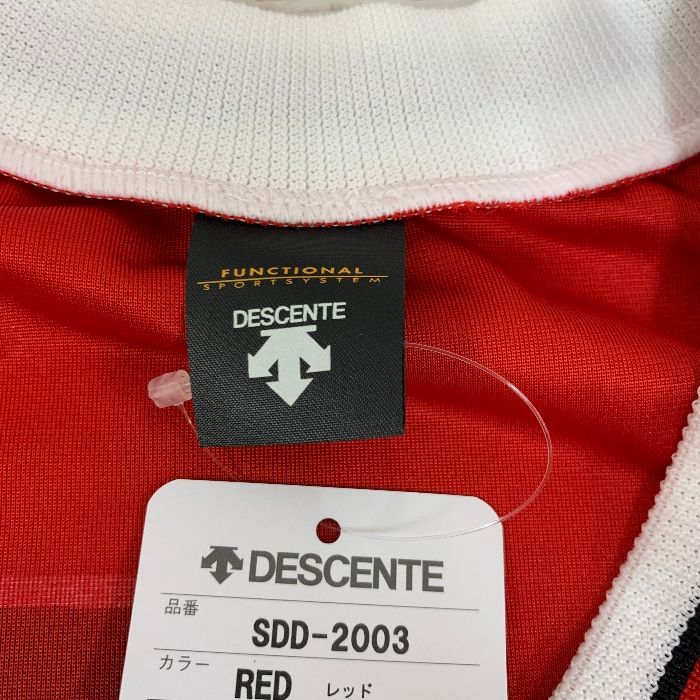 FUNCTIONAL
SPORTSYSTEM
DESCENTE
DESCENTE
品番
SDD-2003
カラー
RED レッド